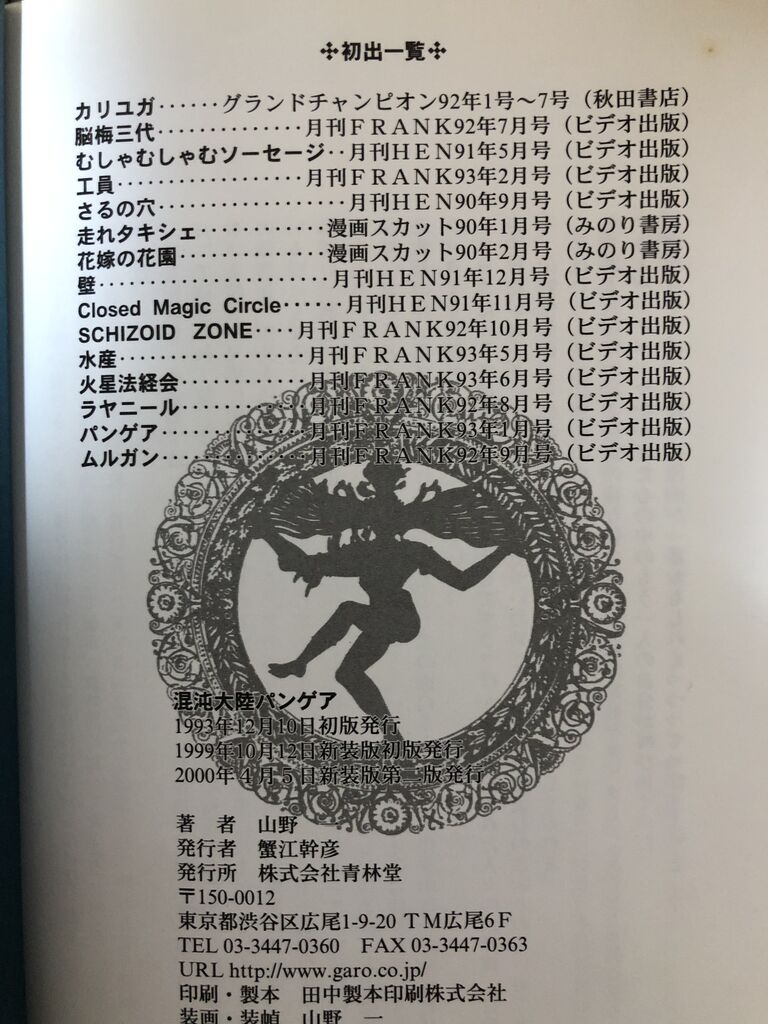 ✣初出一覧✣
カリユガ‥‥‥グランドチャンピオン92年1号〜7号（秋田書店）
脳梅三代‥‥‥‥‥‥‥月刊ＦＲＡＮＫ92年7月号（ビデオ出版）
むしゃむしゃむソーセージ‥月刊ＨＥＮ91年5月号（ビデオ出版）
工員‥‥‥‥‥‥‥‥‥月刊ＦＲＡＮＫ93年2月号（ビデオ出版）
さるの穴‥‥‥‥‥‥‥‥‥月刊ＨＥＮ90年9月号（ビデオ出版）
走れタキシェ‥‥‥‥‥‥漫画スカット90年1月号（みのり書房）
花嫁の花園‥‥‥‥‥‥‥漫画スカット90年2月号（みのり書房）
壁‥‥‥‥‥‥‥‥‥‥‥月刊ＨＥＮ91年12月号（ビデオ出版）
Closed Magic Circle‥‥‥月刊ＨＥＮ91年11月号（ビデオ出版）
SCHIZOID ZONE‥‥月刊ＦＲＡＮＫ92年10月号（ビデオ出版）
水産‥‥‥‥‥‥‥‥‥月刊ＦＲＡＮＫ93年5月号（ビデオ出版）
火星法経会‥‥‥‥‥‥月刊ＦＲＡＮＫ93年6月号（ビデオ出版）
ラヤニール‥‥‥‥‥‥月刊ＦＲＡＮＫ92年8月号（ビデオ出版）
パンゲア‥‥‥‥‥‥‥月刊ＦＲＡＮＫ93年1月号（ビデオ出版）
ムルガン‥‥‥‥‥‥‥月刊ＦＲＡＮＫ92年9月号（ビデオ出版）
混沌大陸パンゲア
1993年12月10日初版発行
1999年10月12日新装版初版発行
2000年４月５日新装版第二版発行
著　者　山野一
発行者　蟹江幹彦
発行所　株式会社青林堂
〒150-0012
東京都渋谷区広尾1-9-20 ＴＭ広尾6Ｆ
TEL 03-3447-0360　FAX 03-3447-0363
URL http://www.garo.co.jp/
印刷・製本　田中製本印刷株式会社
装画・装幀　山野　一